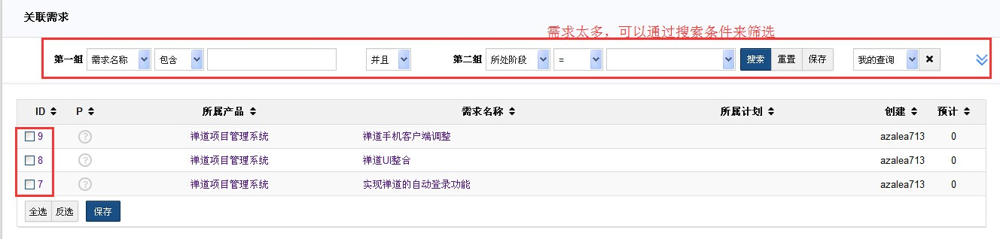 关联需求
需求太多，可以通过搜索条件来筛选
第一组 需求名称 包含 并且 第二组 所处阶段 = 搜索 重置 保存 我的查询 ✖
ID P 所属产品 需求名称 所属计划 创建 预计
9 ? 禅道项目管理系统 禅道手机客户端调整 azalea713 0
8 ? 禅道项目管理系统 禅道UI整合 azalea713 0
7 ? 禅道项目管理系统 实现禅道的自动登录功能 azalea713 0
全选 反选 保存